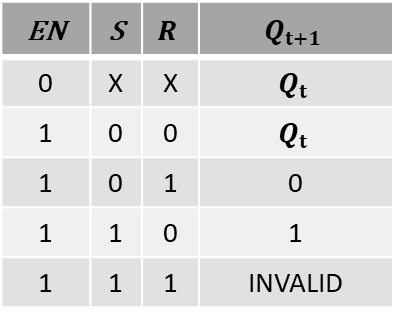 EN S R Qt+1
0 X X Qt
1 0 0 Qt
1 0 1 0
1 1 0 1
1 1 1 INVALID